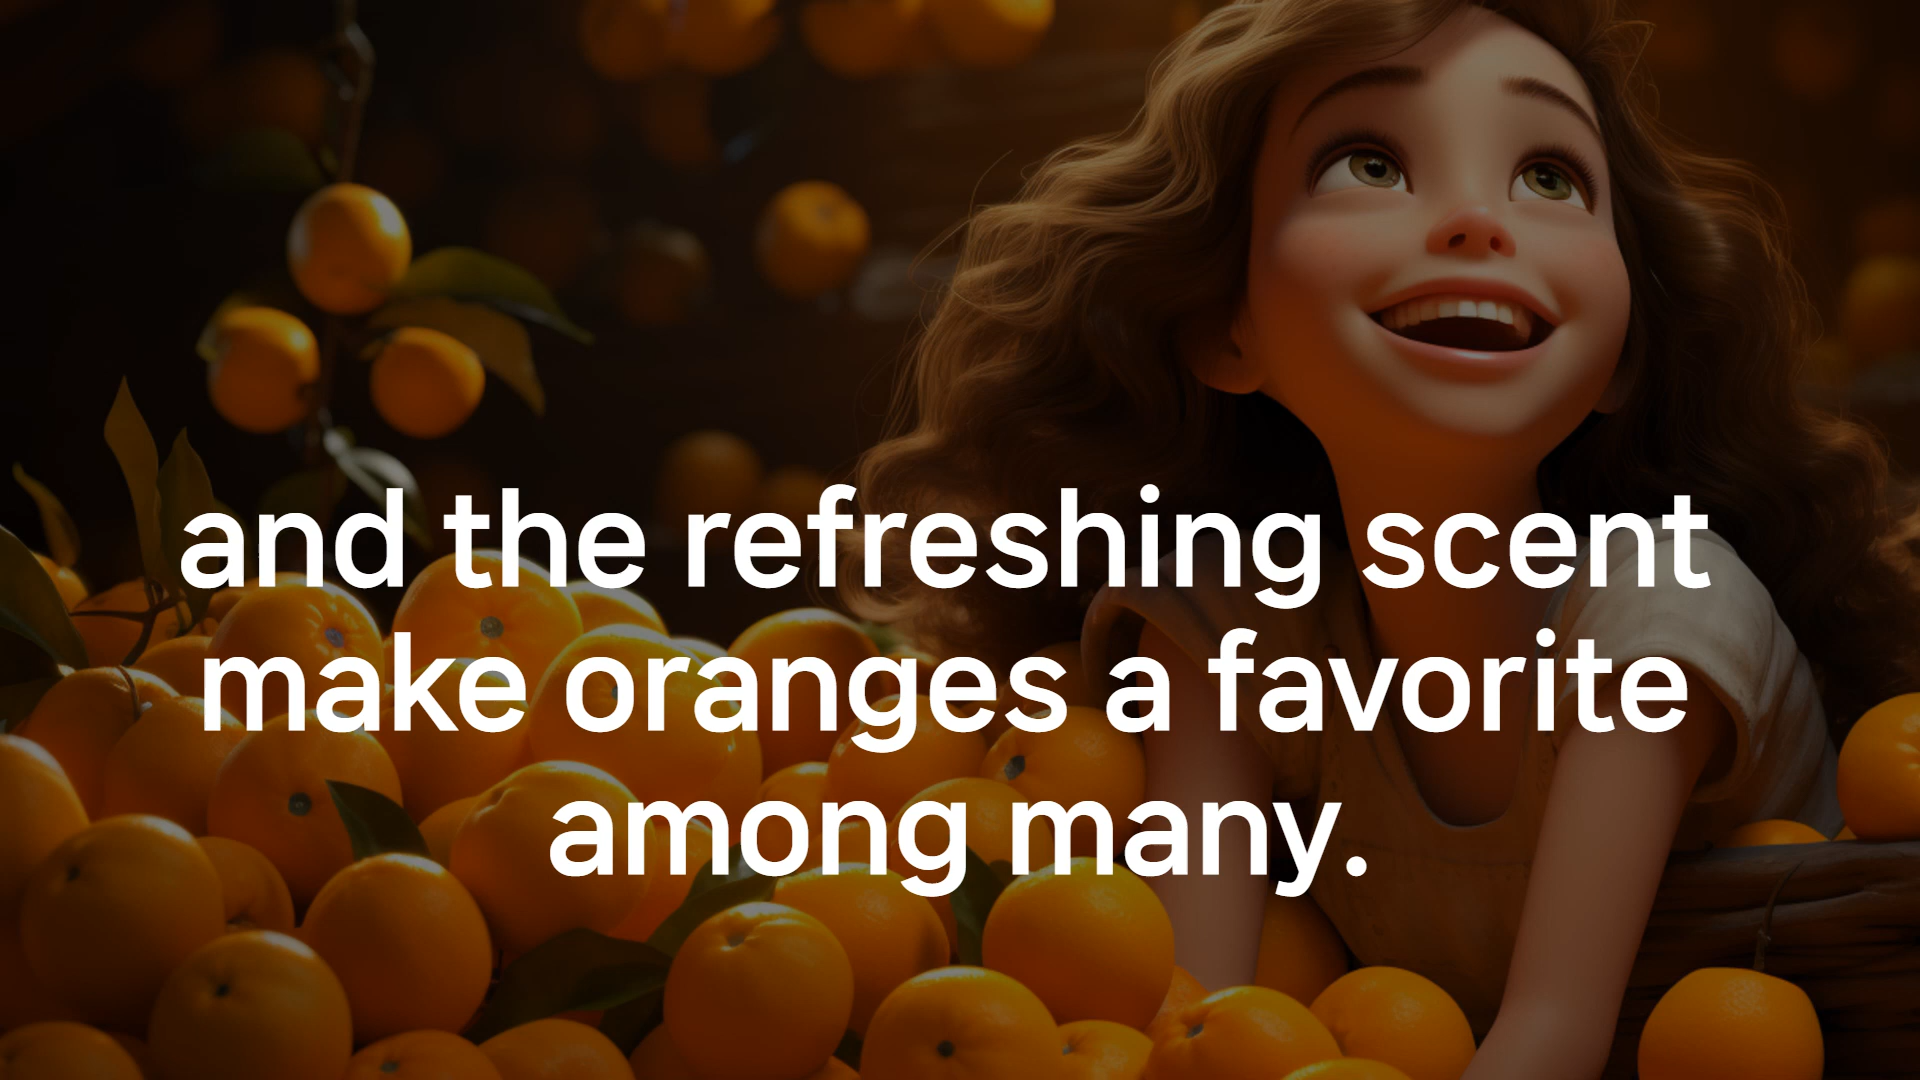 and the refreshing scent
make oranges a favorite
among many.